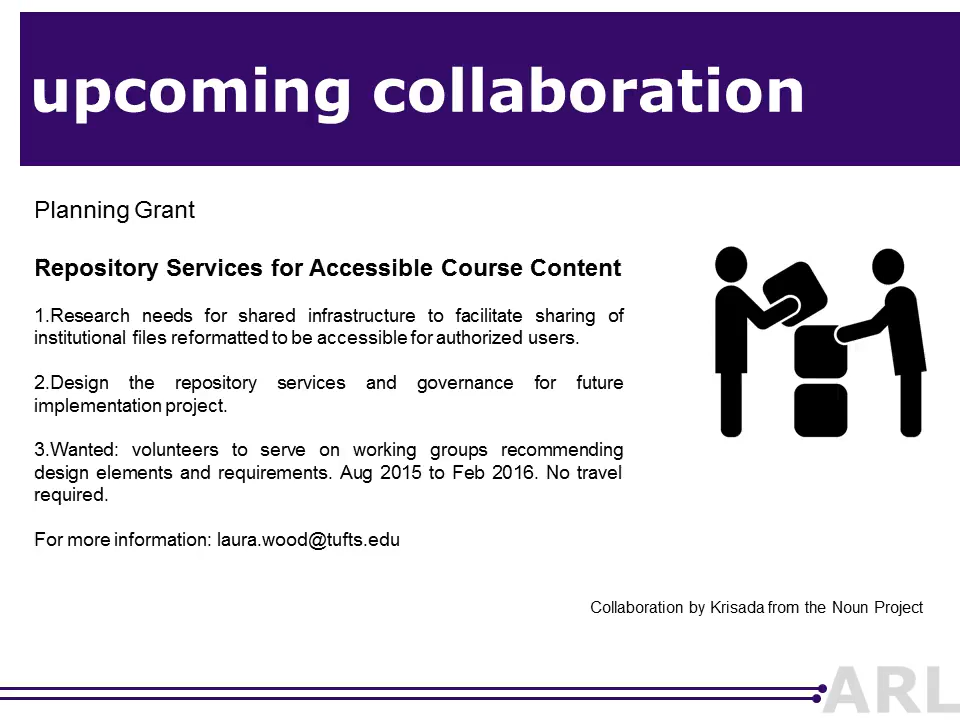 upcoming collaboration
Planning Grant
Repository Services for Accessible Course Content
1.Research needs for shared infrastructure to facilitate sharing of
institutional files reformatted to be accessible for authorized users.
2.Design the repository services and governance for future
implementation project.
3.Wanted: volunteers to serve on working groups recommending
design elements and requirements. Aug 2015 to Feb 2016. No travel
required.
For more information: laura.wood@tufts.edu
Collaboration by Krisada from the Noun Project
ARL